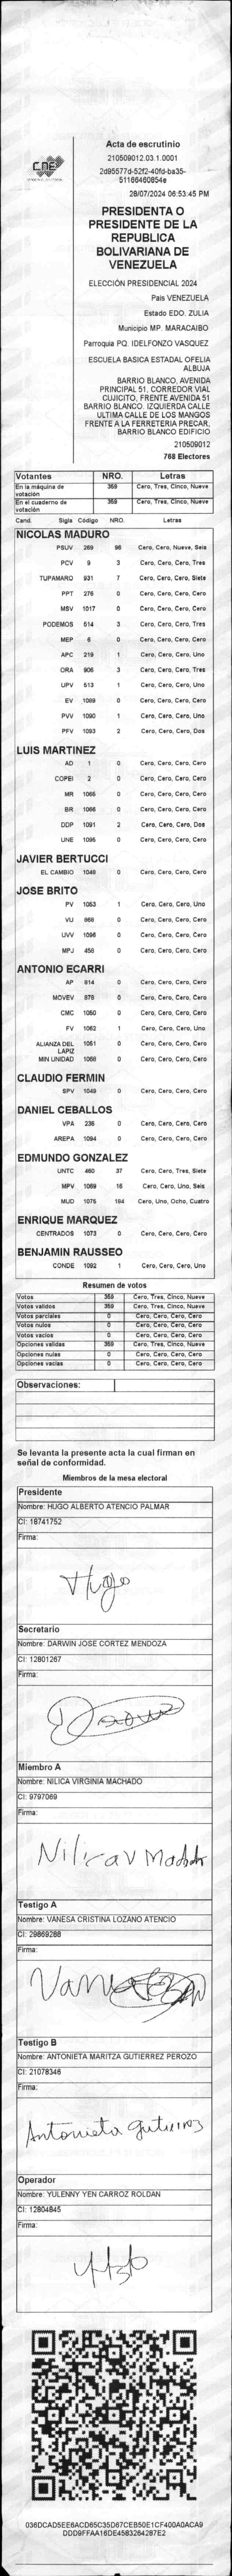 CNE
Acta de escrutinio
210509012.03.1.0001
2d95577d-52f2-40fd-ba35-
51166460854e
28/07/2024 06:53:45 PM
PRESIDENTA O
PRESIDENTE DE LA
REPUBLICA
BOLIVARIANA DE
VENEZUELA
ELECCIÓN PRESIDENCIAL 2024
Pais VENEZUELA
Estado EDO. ZULIA
Municipio MP. MARACAIBO
Parroquia PQ. IDELFONZO VASQUEZ
ESCUELA BASICA ESTADAL OFELIA
ALBUJA
BARRIO BLANCO, AVENIDA
PRINCIPAL 51, CORREDOR VIAL
CUJICITO, FRENTE AVENIDA 51
BARRIO BLANCO. IZQUIERDA CALLE
ULTIMA CALLE DE LOS MANGOS
FRENTE A LA FERRETERIA PRECAR.
BARRIO BLANCO EDIFICIO
210509012
768 Electores
Votantes NRO. Letras
En la máquina de votación 359 Cero, Tres, Cinco, Nueve
En el cuaderno de votación 359 Cero, Tres, Cinco, Nueve
Cand. Sigla Código NRO. Letras
NICOLAS MADURO
PSUV 269 96 Cero, Cero, Nueve, Seis
PCV 9 3 Cero, Cero, Cero, Tres
TUPAMARO 931 7 Cero, Cero, Cero, Siete
PPT 276 0 Cero, Cero, Cero, Cero
MSV 1017 0 Cero, Cero, Cero, Cero
PODEMOS 514 3 Cero, Cero, Cero, Tres
MEP 6 0 Cero, Cero, Cero, Cero
APC 219 1 Cero, Cero, Cero, Uno
ORA 906 3 Cero, Cero, Cero, Tres
UPV 513 1 Cero, Cero, Cero, Uno
EV 1089 0 Cero, Cero, Cero, Cero
PVV 1090 1 Cero, Cero, Cero, Uno
PFV 1093 2 Cero, Cero, Cero, Dos
LUIS MARTINEZ
AD 1 0 Cero, Cero, Cero, Cero
COPEI 2 0 Cero, Cero, Cero, Cero
MR 1065 0 Cero, Cero, Cero, Cero
BR 1066 0 Cero, Cero, Cero, Cero
DDP 1091 2 Cero, Cero, Cero, Dos
UNE 1095 0 Cero, Cero, Cero, Cero
JAVIER BERTUCCI
EL CAMBIO 1048 0 Cero, Cero, Cero, Cero
JOSE BRITO
PV 1053 1 Cero, Cero, Cero, Uno
VU 868 0 Cero, Cero, Cero, Cero
UVV 1096 0 Cero, Cero, Cero, Cero
MPJ 458 0 Cero, Cero, Cero, Cero
ANTONIO ECARRI
AP 814 0 Cero, Cero, Cero, Cero
MOVEV 878 0 Cero, Cero, Cero, Cero
CMC 1050 0 Cero, Cero, Cero, Cero
FV 1062 1 Cero, Cero, Cero, Uno
ALIANZA DEL LAPIZ 1051 0 Cero, Cero, Cero, Cero
MIN UNIDAD 1068 0 Cero, Cero, Cero, Cero
CLAUDIO FERMIN
SPV 1049 0 Cero, Cero, Cero, Cero
DANIEL CEBALLOS
VPA 236 0 Cero, Cero, Cero, Cero
AREPA 1094 0 Cero, Cero, Cero, Cero
EDMUNDO GONZALEZ
UNTC 460 37 Cero, Cero, Tres, Siete
MPV 1069 16 Cero, Cero, Uno, Seis
MUD 1075 184 Cero, Uno, Ocho, Cuatro
ENRIQUE MARQUEZ
CENTRADOS 1073 0 Cero, Cero, Cero, Cero
BENJAMIN RAUSSEO
CONDE 1092 1 Cero, Cero, Cero, Uno
Resumen de votos
Votos 359 Cero, Tres, Cinco, Nueve
Votos validos 359 Cero, Tres, Cinco, Nueve
Votos parciales 0 Cero, Cero, Cero, Cero
Votos nulos 0 Cero, Cero, Cero, Cero
Votos vacios 0 Cero, Cero, Cero, Cero
Opciones validas 359 Cero, Tres, Cinco, Nueve
Opciones nulas 0 Cero, Cero, Cero, Cero
Opciones vacias 0 Cero, Cero, Cero, Cero
Observaciones:
Se levanta la presente acta la cual firman en
señal de conformidad.
Miembros de la mesa electoral
Presidente
Nombre: HUGO ALBERTO ATENCIO PALMAR
CI: 18741752
Firma:
Hugo
Secretario
Nombre: DARWIN JOSE CORTEZ MENDOZA
CI: 12801267
Firma:
Miembro A
Nombre: NILICA VIRGINIA MACHADO
CI: 9797069
Firma:
Testigo A
Nombre: VANESA CRISTINA LOZANO ATENCIO
CI: 29869288
Firma:
Testigo B
Nombre: ANTONIETA MARITZA GUTIERREZ PEROZO
CI: 21078346
Firma:
Antonieta Gutierrez
Operador
Nombre: YULENNY YEN CARROZ ROLDAN
CI: 12804845
Firma:
036DCAD5EE6ACD65C35D67CEB50E1CF400A0ACA9
DDD9FFAA16DE4583264287E2